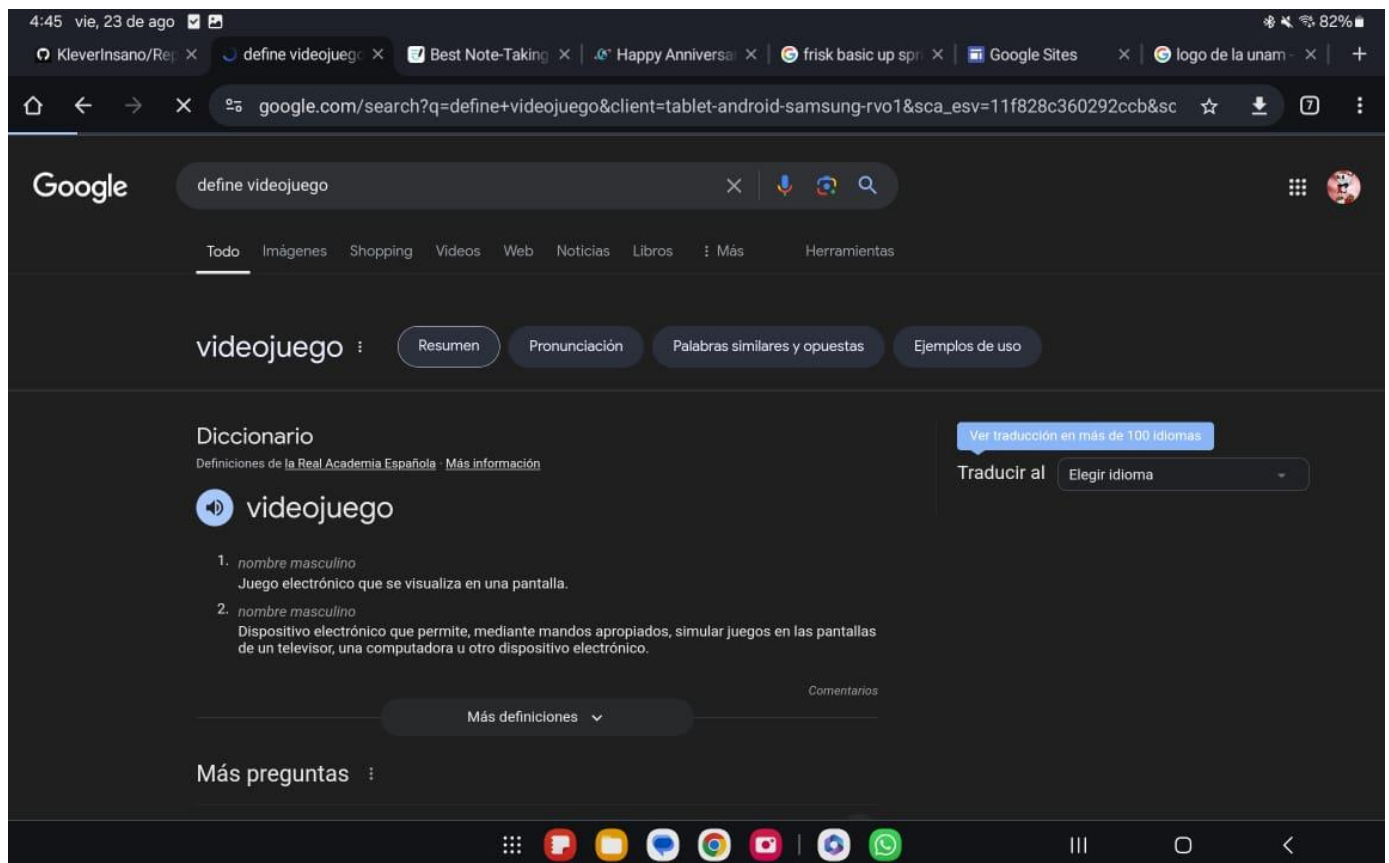 4:45 vie, 23 de ago 82%
KleverInsano/Rep define videojuego Best Note-Taking Happy Anniversa frisk basic up spri Google Sites logo de la unam -
google.com/search?q=define+videojuego&client=tablet-android-samsung-rvo1&sca_esv=11f828c360292ccb&sc 7
Google define videojuego
Todo Imágenes Shopping Videos Web Noticias Libros Más Herramientas
videojuego Resumen Pronunciación Palabras similares y opuestas Ejemplos de uso
Diccionario
Definiciones de la Real Academia Española · Más información
Ver traducción en más de 100 idiomas
Traducir al Elegir idioma
videojuego
1. nombre masculino
Juego electrónico que se visualiza en una pantalla.
2. nombre masculino
Dispositivo electrónico que permite, mediante mandos apropiados, simular juegos en las pantallas
de un televisor, una computadora u otro dispositivo electrónico.
Comentarios
Más definiciones
Más preguntas